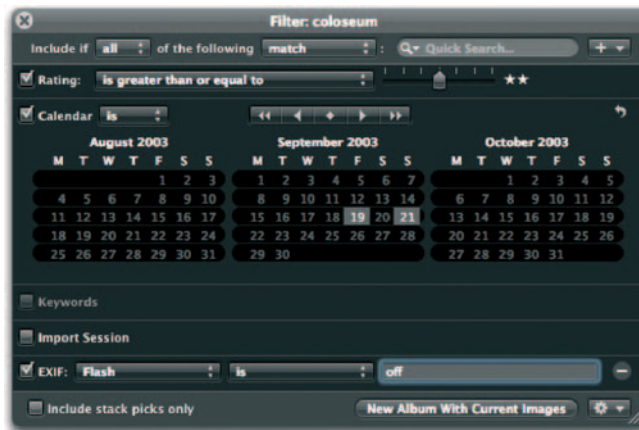 Filter: coloseum
Include if all of the following match : Quick Search...
Rating: is greater than or equal to
Calendar is
August 2003 September 2003 October 2003
M T W T F S S M T W T F S S M T W T F S S
1 2 3 1 2 3 4 5 6 7 1 2 3 4 5
4 5 6 7 8 9 10 8 9 10 11 12 13 14 6 7 8 9 10 11 12
11 12 13 14 15 16 17 15 16 17 18 19 20 21 13 14 15 16 17 18 19
18 19 20 21 22 23 24 22 23 24 25 26 27 28 20 21 22 23 24 25 26
25 26 27 28 29 30 31 29 30 27 28 29 30 31
Keywords
Import Session
EXIF: Flash is off
Include stack picks only New Album With Current Images